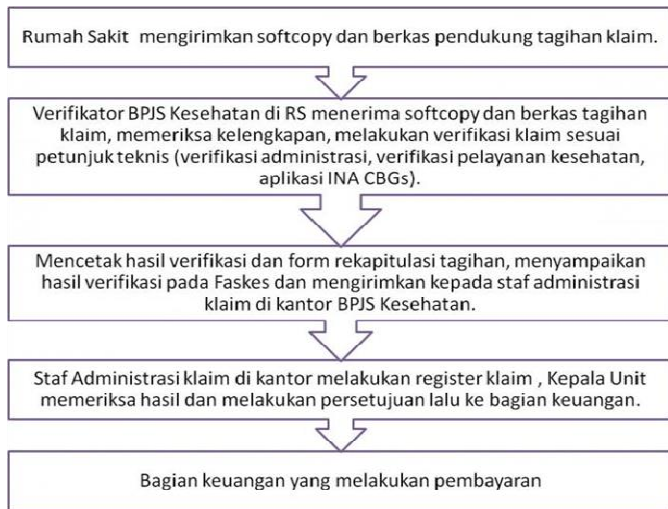 Rumah Sakit mengirimkan softcopy dan berkas pendukung tagihan klaim.
Verifikator BPJS Kesehatan di RS menerima softcopy dan berkas tagihan
klaim, memeriksa kelengkapan, melakukan verifikasi klaim sesuai
petunjuk teknis (verifikasi administrasi, verifikasi pelayanan kesehatan,
aplikasi INA CBGs).
Mencetak hasil verifikasi dan form rekapitulasi tagihan, menyampaikan
hasil verifikasi pada Faskes dan mengirimkan kepada staf administrasi
klaim di kantor BPJS Kesehatan.
Staf Administrasi klaim di kantor melakukan register klaim , Kepala Unit
memeriksa hasil dan melakukan persetujuan lalu ke bagian keuangan.
Bagian keuangan yang melakukan pembayaran